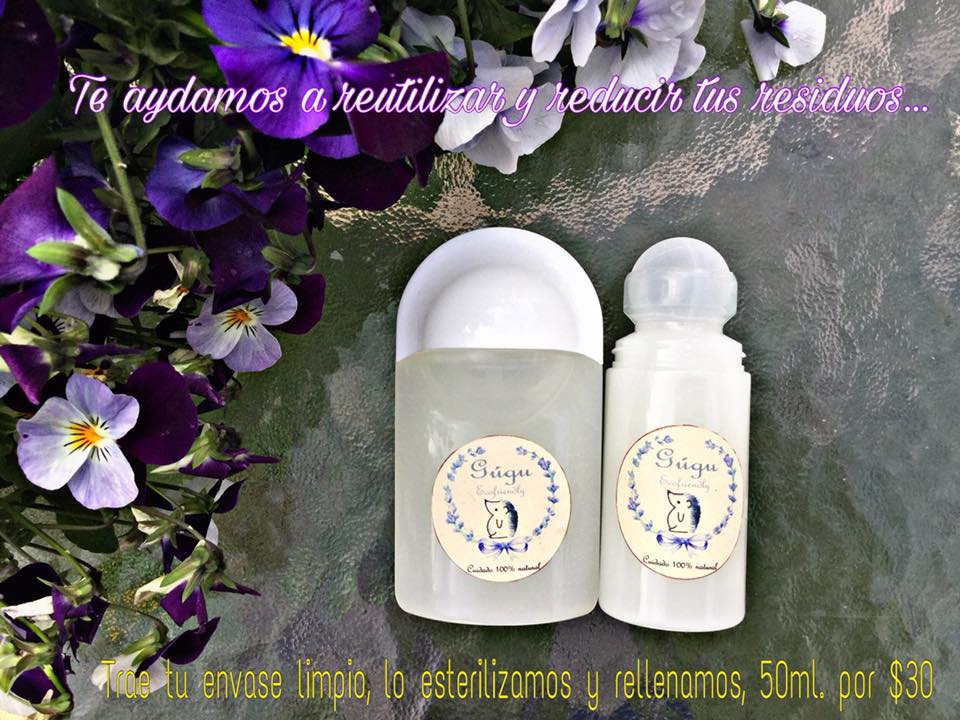 Te aydamos a reutilizar y reducir tus residuos...
Gúgu
Ecofriendly
Cuidado 100% natural
Gúgu
Ecofriendly
Cuidado 100% natural
Trae tu envase limpio, lo esterilizamos y rellenamos, 50ml. por $30